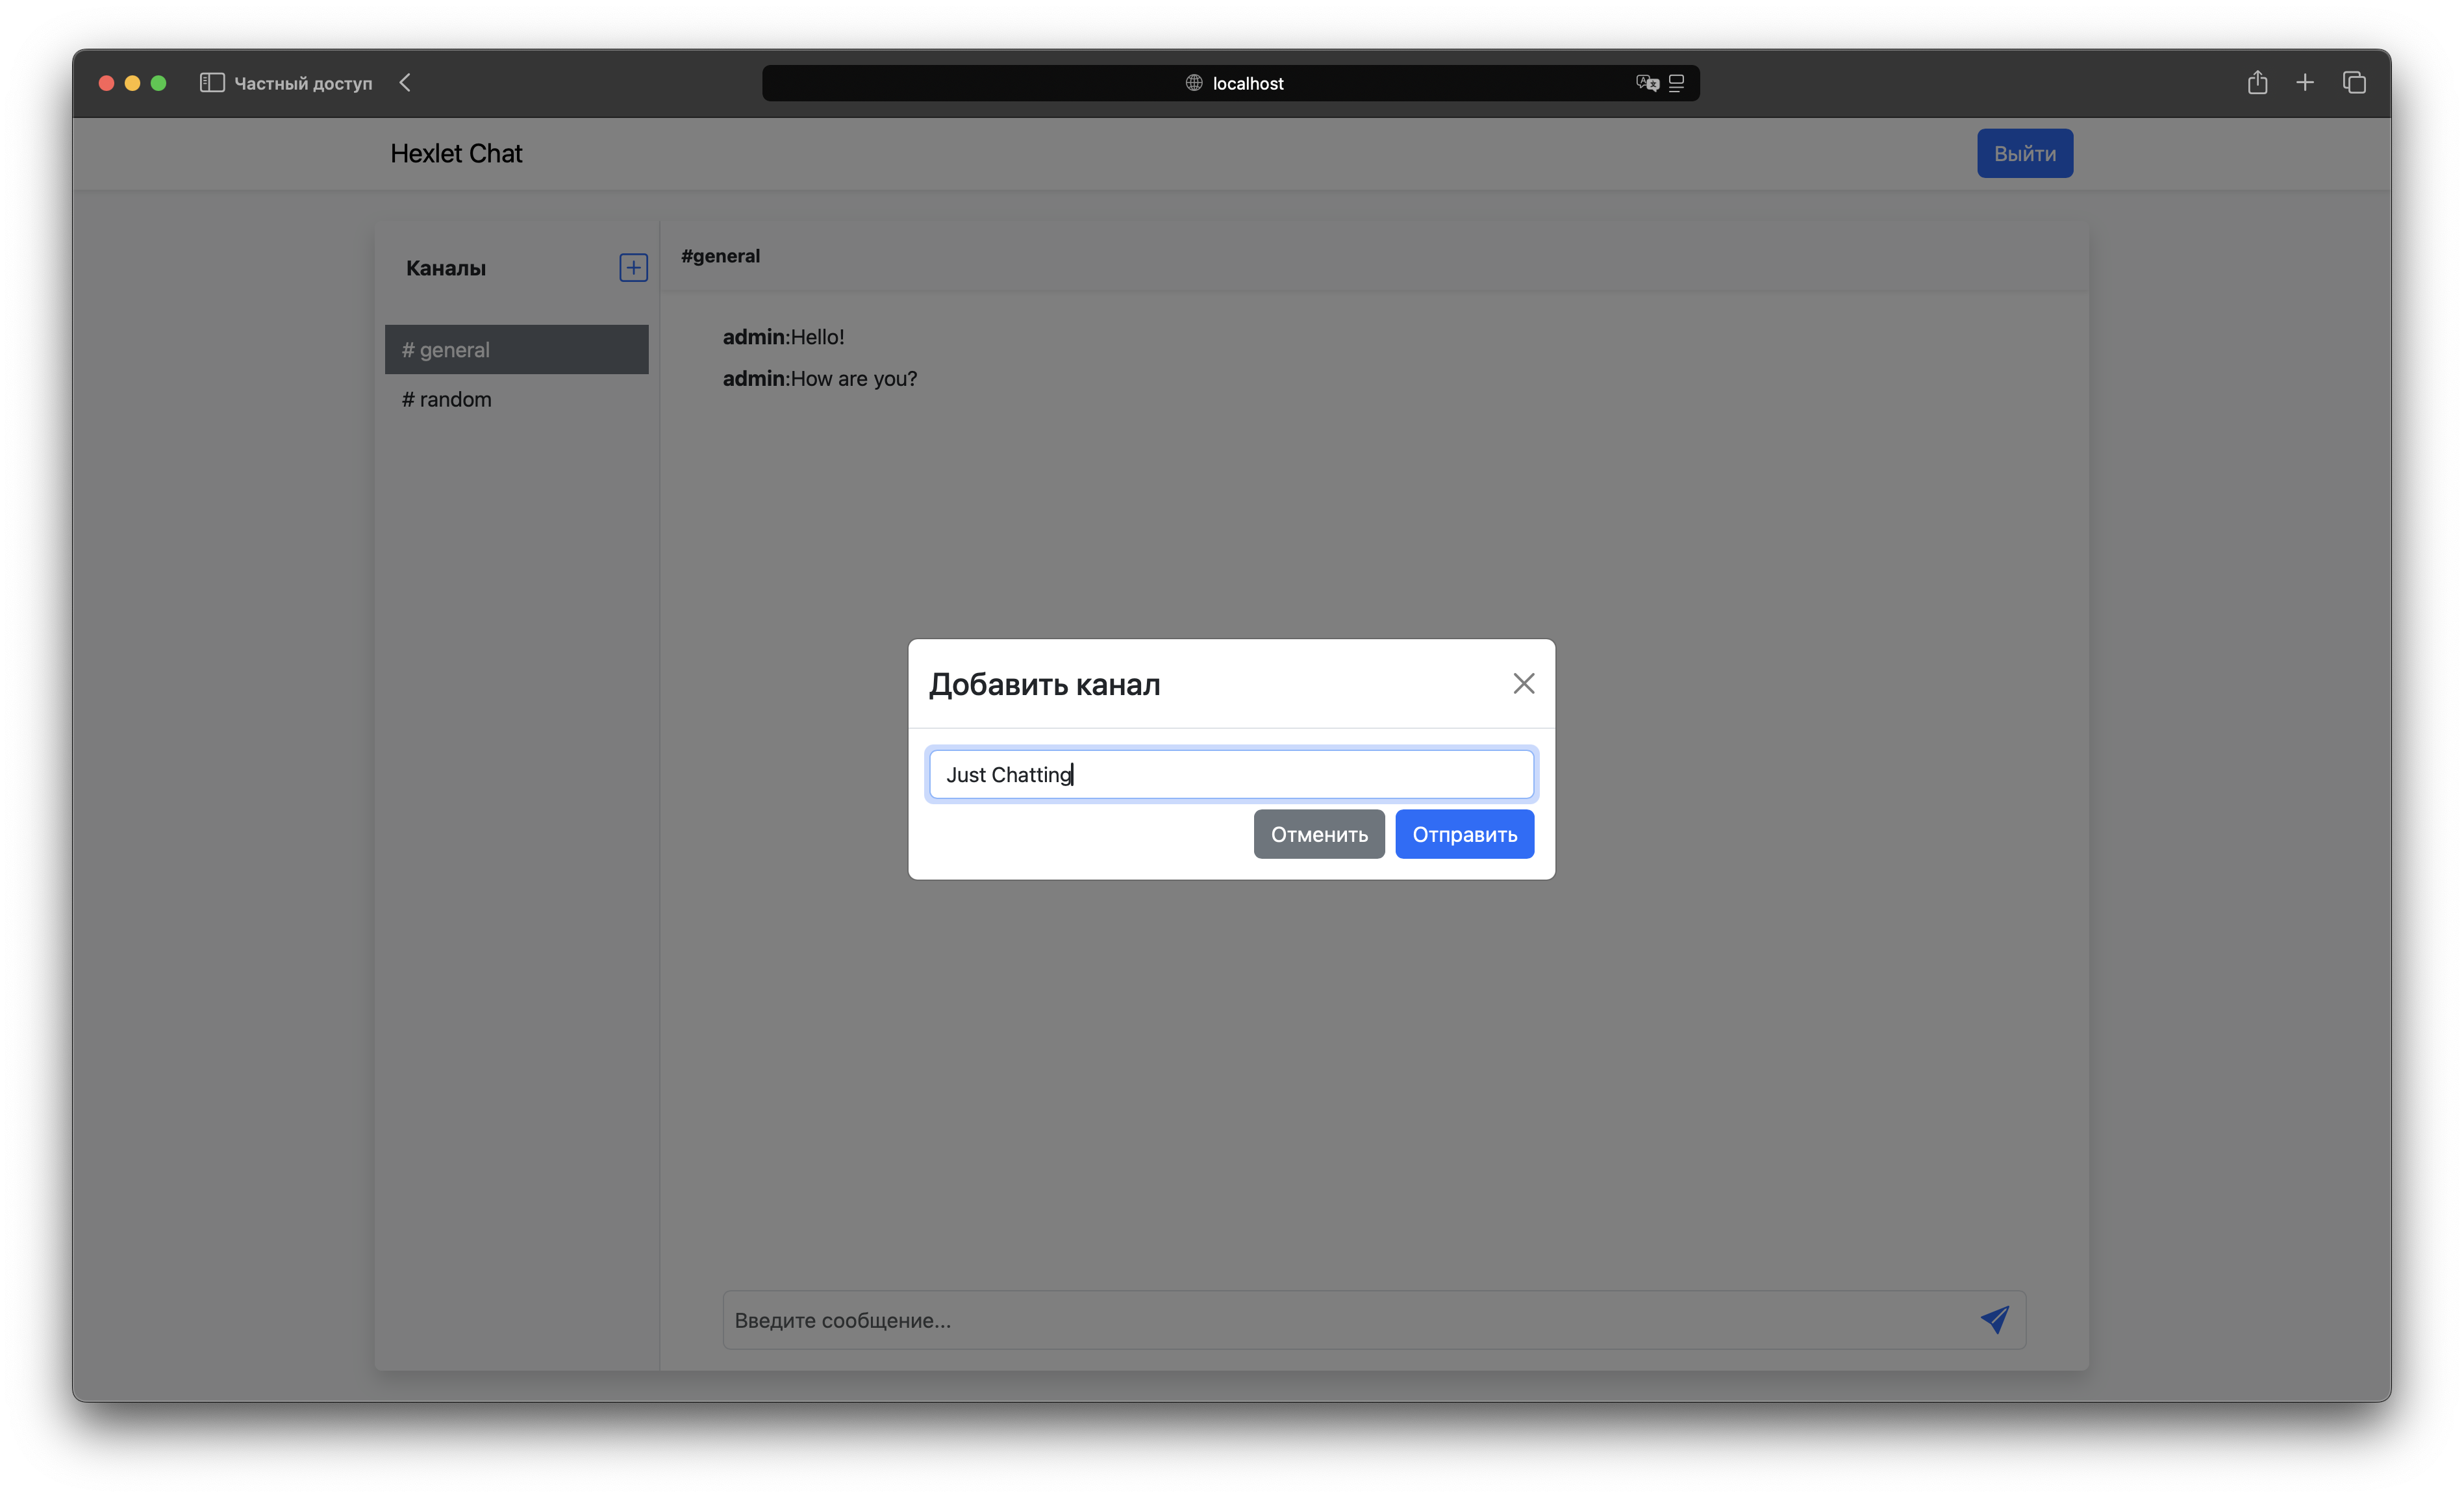 Частный доступ
localhost
Hexlet Chat
Выйти
Каналы
# general
# random
#general
admin:Hello!
admin:How are you?
Добавить канал
Just Chatting
Отменить Отправить
Введите сообщение...